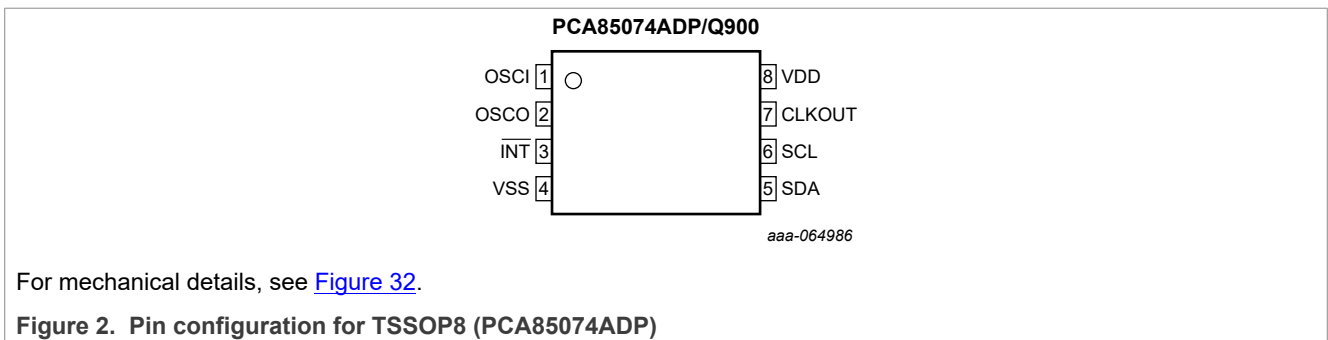 PCA85074ADP/Q900
OSCI 1 8 VDD
OSCO 2 7 CLKOUT
INT 3 6 SCL
VSS 4 5 SDA
aaa-064986
For mechanical details, see Figure 32.
Figure 2. Pin configuration for TSSOP8 (PCA85074ADP)